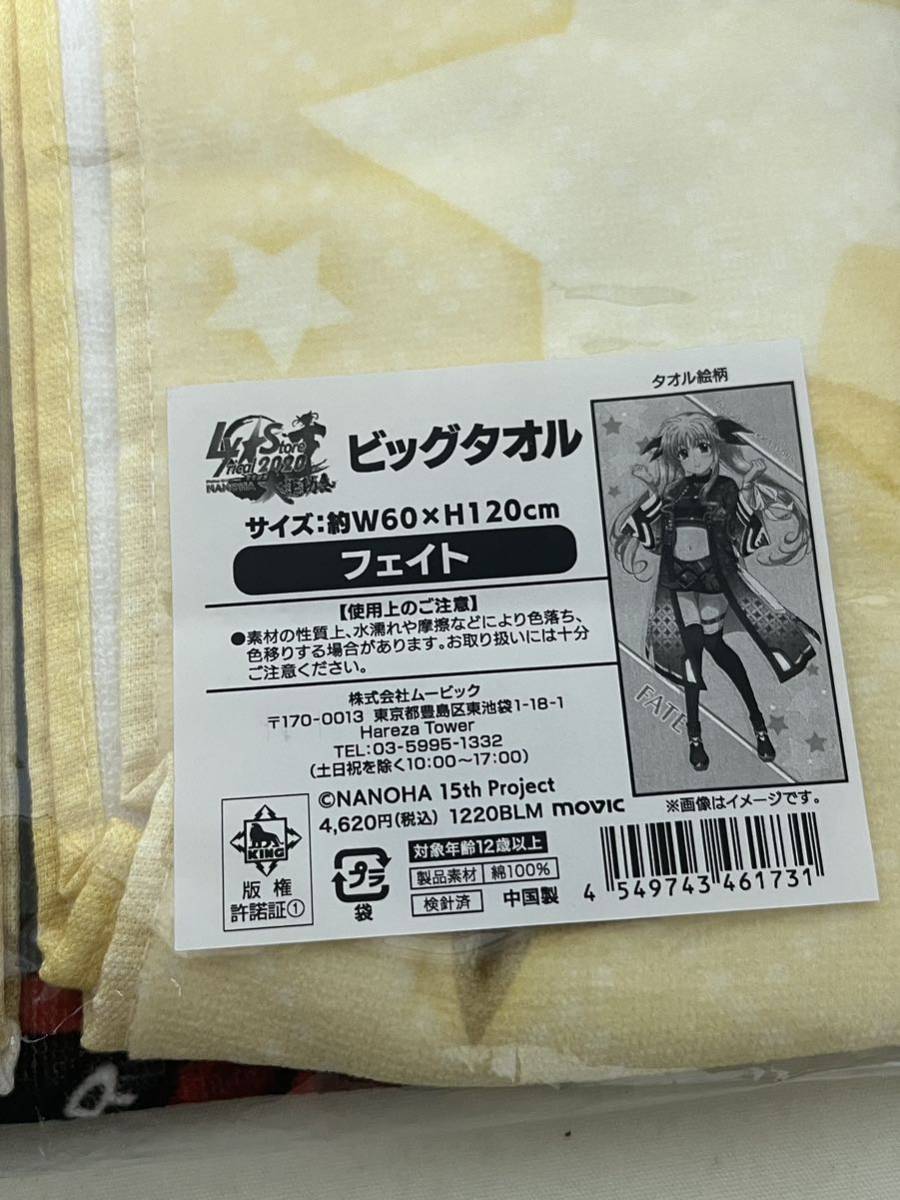 タオル絵柄
Lyrical Store
2020
NANOHA
ビッグタオル
サイズ:約W60×H120cm
フェイト
【使用上のご注意】
●素材の性質上、水濡れや摩擦などにより色落ち、
色移りする場合があります。お取り扱いには十分
ご注意ください。
株式会社ムービック
〒170-0013 東京都豊島区東池袋1-18-1
Hareza Tower
TEL:03-5995-1332
(土日祝を除く10:00〜17:00)
©NANOHA 15th Project
4,620円(税込) 1220BLM movic
KING
版権
許諾証①
プラ
袋
対象年齢12歳以上
製品素材 綿100%
検針済 中国製
FATE
※画像はイメージです。
4 549743 461731